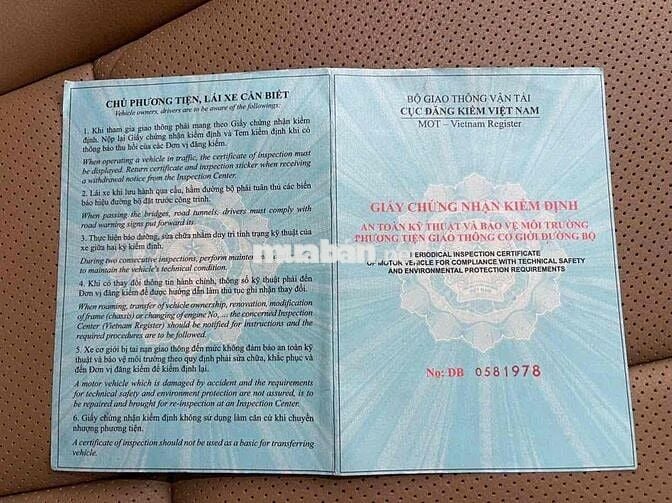 CHỦ PHƯƠNG TIỆN, LÁI XE CẦN BIẾT
Vehicle owners, drivers are to be aware of the followings:
1. Khi tham gia giao thông phải mang theo Giấy chứng nhận kiểm
định. Nộp lại Giấy chứng nhận kiểm định và Tem kiểm định khi có
thông báo thu hồi của các Đơn vị đăng kiểm.
When operating a vehicle in traffic, the certificate of inspection must
be displayed. Return certificate and inspection sticker when receiving
a withdrawal notice from the Inspection Center.
2. Lái xe khi lưu hành qua cầu, hầm đường bộ phải tuân thủ các biển
báo hiệu đường bộ đặt trước công trình.
When passing the bridges, road tunnels, drivers must comply with
road warning signs put forward its
3. Thực hiện bảo dưỡng, sửa chữa nhằm duy trì tình trạng kỹ thuật của
xe giữa hai kỳ kiểm định.
During two consecutive inspections, perform
to maintain the vehicle's technical condition.
4. Khi có thay đổi thông tin hành chính, thông số kỹ thuật phải đến
Đơn vị đăng kiểm để được hướng dẫn làm thủ tục ghi nhận thay đổi.
When roaming, transfer of vehicle ownership, renovation, modification
of frame (chassis) or changing of engine No, ... the concerned Inspection
Center (Vietnam Register) should be notified for instructions and the
required procedures are to be followed.
5. Xe cơ giới bị tai nạn giao thông đến mức không đảm bảo an toàn kỹ
thuật và bảo vệ môi trường theo quy định phải sửa chữa, khắc phục và
đến Đơn vị đăng kiểm để kiểm định lại.
A motor vehicle which is damaged by accident and the requirements
for technical safety and environment protection are not assured, is to
be repaired and brought for re-inspection at an Inspection Center.
6. Giấy chứng nhận kiểm định không sử dụng làm căn cứ khi chuyển
nhượng phương tiện.
A certificate of inspection should not be used as a basic for transferring
vehicle.
muaban
BỘ GIAO THÔNG VẬN TẢI
CỤC ĐĂNG KIỂM VIỆT NAM
MOT – Vietnam Register
GIẤY CHỨNG NHẬN KIỂM ĐỊNH
AN TOÀN KỸ THUẬT VÀ BẢO VỆ MÔI TRƯỜNG
PHƯƠNG TIỆN GIAO THÔNG CƠ GIỚI ĐƯỜNG BỘ
PERIODICAL INSPECTION CERTIFICATE
OF MOTOR VEHICLE FOR COMPLIANCE WITH TECHNICAL SAFETY
AND ENVIRONMENTAL PROTECTION REQUIREMENTS
No: DB 0581978